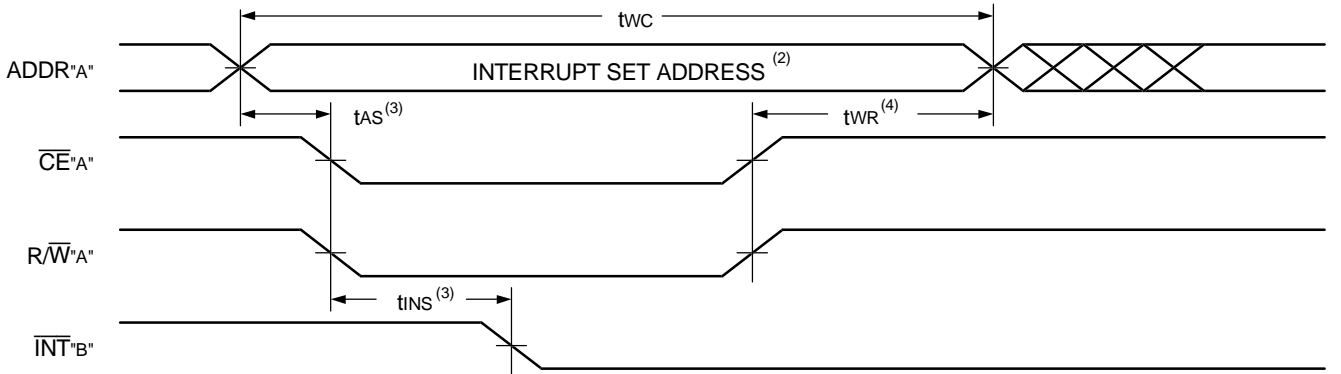 tWC
ADDR"A"
INTERRUPT SET ADDRESS (2)
tAS(3)
tWR(4)
CE"A"
R/W"A"
tINS(3)
INT"B"